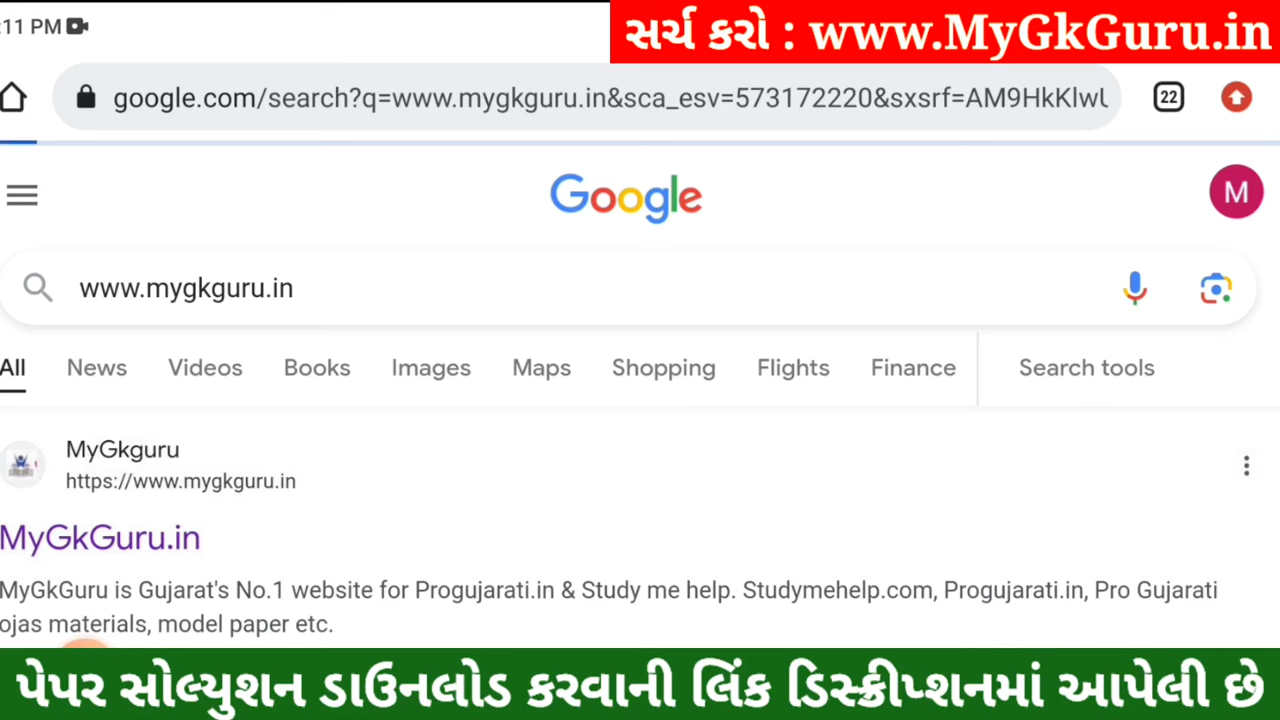 :11 PM
સર્ચ કરો : www.MyGkGuru.in
google.com/search?q=www.mygkguru.in&sca_esv=573172220&sxsrf=AM9HkKlwU
22
Google
M
www.mygkguru.in
All News Videos Books Images Maps Shopping Flights Finance Search tools
MyGkguru
https://www.mygkguru.in
MyGkGuru.in
MyGkGuru is Gujarat's No.1 website for Progujarati.in & Study me help. Studymehelp.com, Progujarati.in, Pro Gujarati
ojas materials, model paper etc.
પેપર સોલ્યુશન ડાઉનલોડ કરવાની લિંક ડિસ્ક્રીપ્શનમાં આપેલી છે